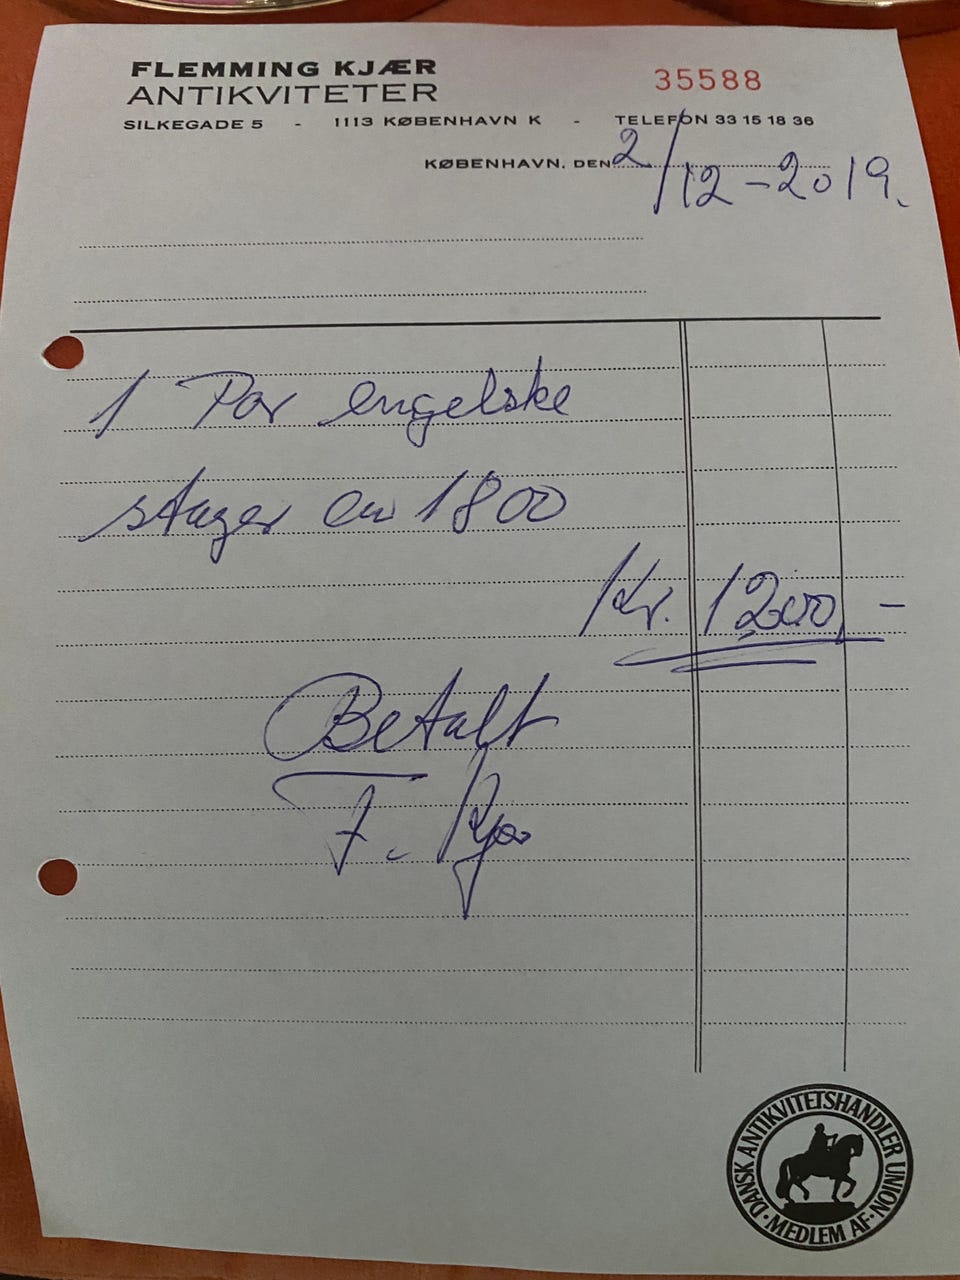 FLEMMING KJÆR
ANTIKVITETER
35588
SILKEGADE 5 - 1113 KØBENHAVN K - TELEFON 33 15 18 36
KØBENHAVN, DEN 2/12-2019.
1 Par engelske
stager ca 1800
Kr. 1200,-
Betalt
F. Kjær
DANSK ANTIKVITETSHANDLER UNION
· MEDLEM AF ·